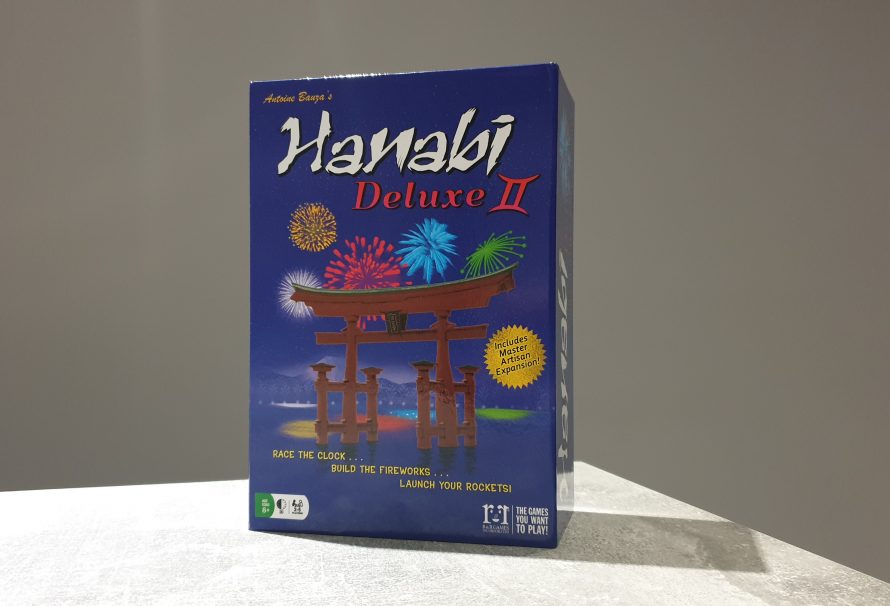 Antoine Bauza's
Hanabi
Deluxe II
Includes
Master
Artisan
Expansion!
RACE THE CLOCK . . .
BUILD THE FIREWORKS . . .
LAUNCH YOUR ROCKETS!
8+
R&R GAMES
THE GAMES
YOU WANT
TO PLAY!
Hanabi